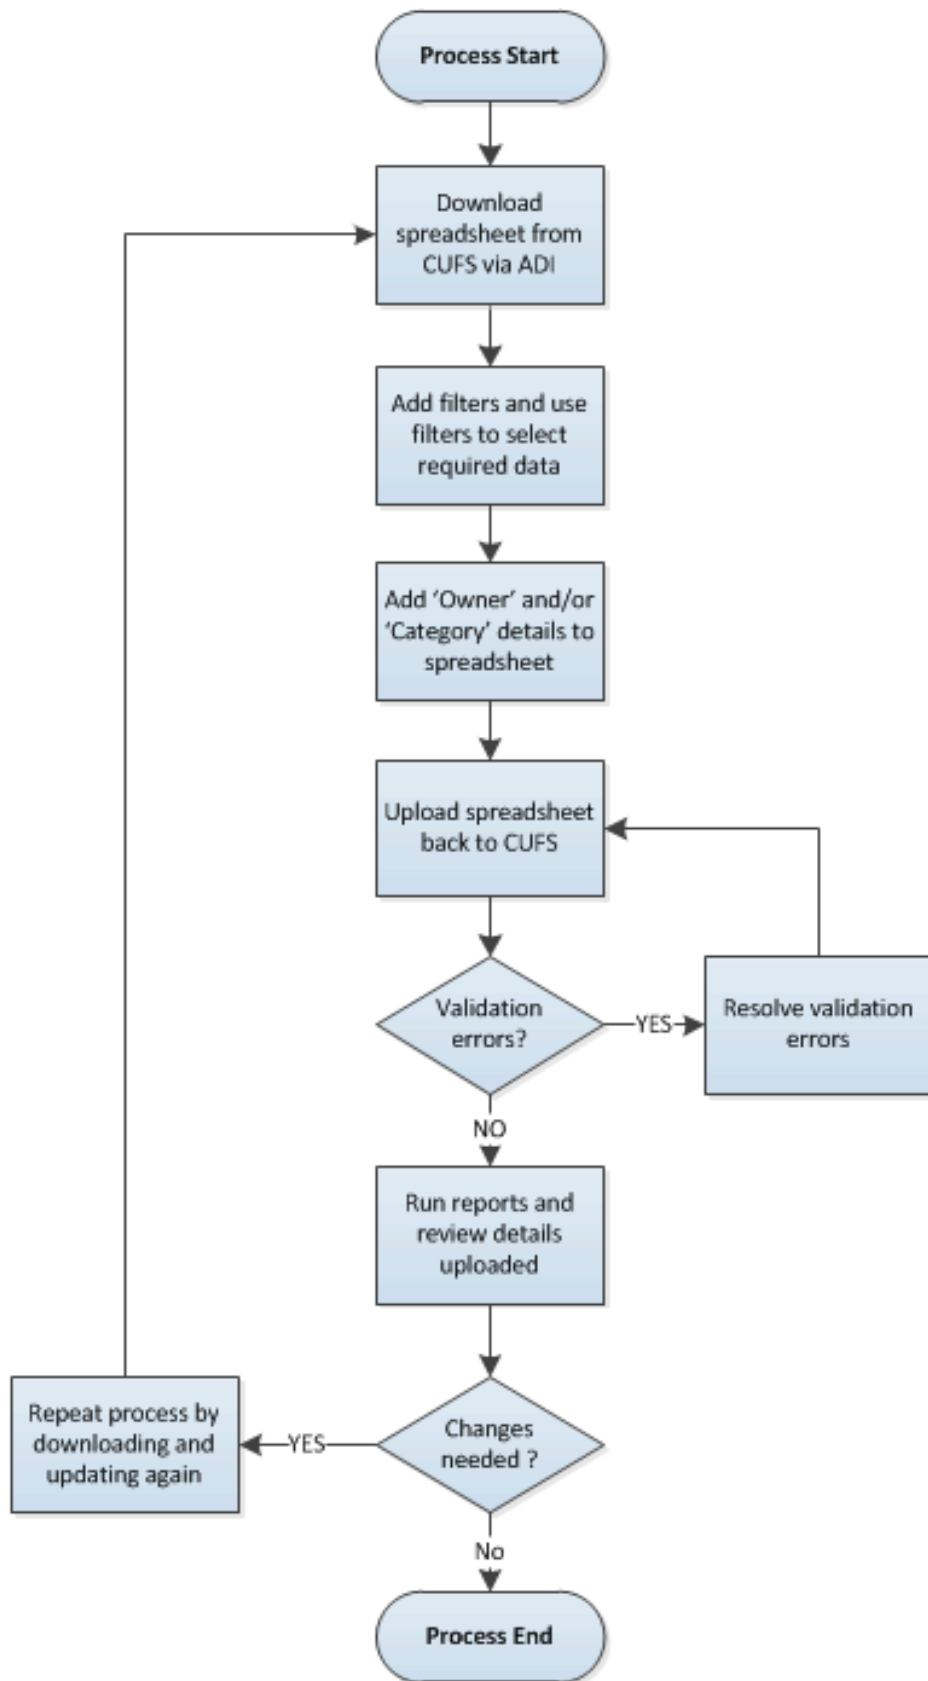 Process Start
Download
spreadsheet from
CUFS via ADI
Add filters and use
filters to select
required data
Add ‘Owner’ and/or
‘Category’ details to
spreadsheet
Upload spreadsheet
back to CUFS
Validation
errors?
YES
Resolve validation
errors
NO
Run reports and
review details
uploaded
Changes
needed ?
YES
Repeat process by
downloading and
updating again
No
Process End